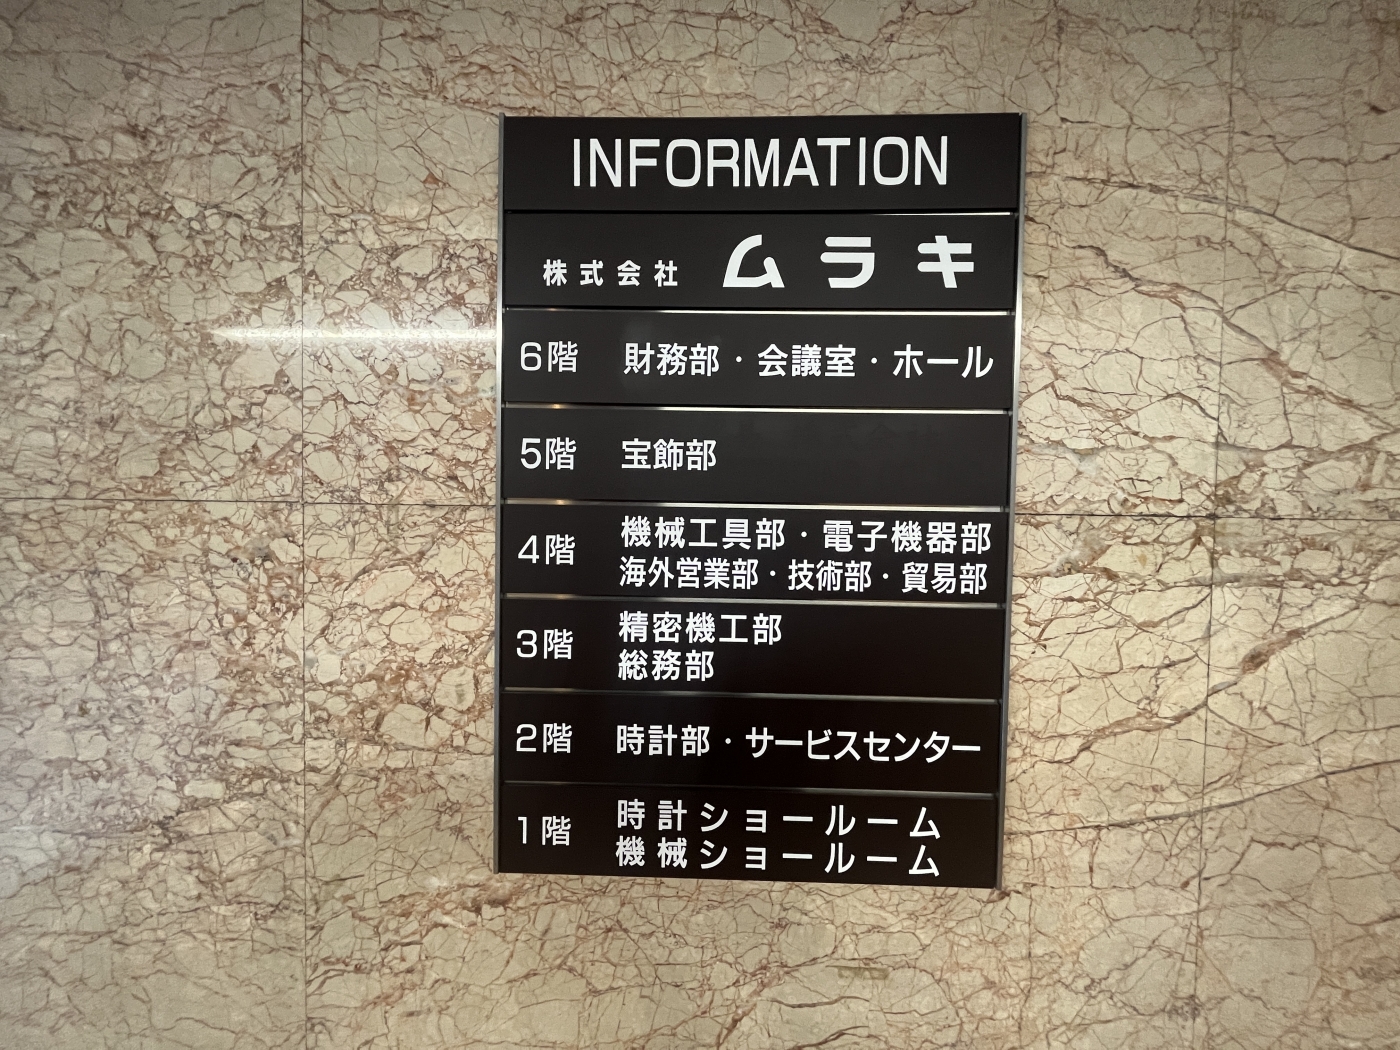 INFORMATION
株式会社 ムラキ
6階 財務部・会議室・ホール
5階 宝飾部
4階 機械工具部・電子機器部
海外営業部・技術部・貿易部
3階 精密機工部
総務部
2階 時計部・サービスセンター
1階 時計ショールーム
機械ショールーム